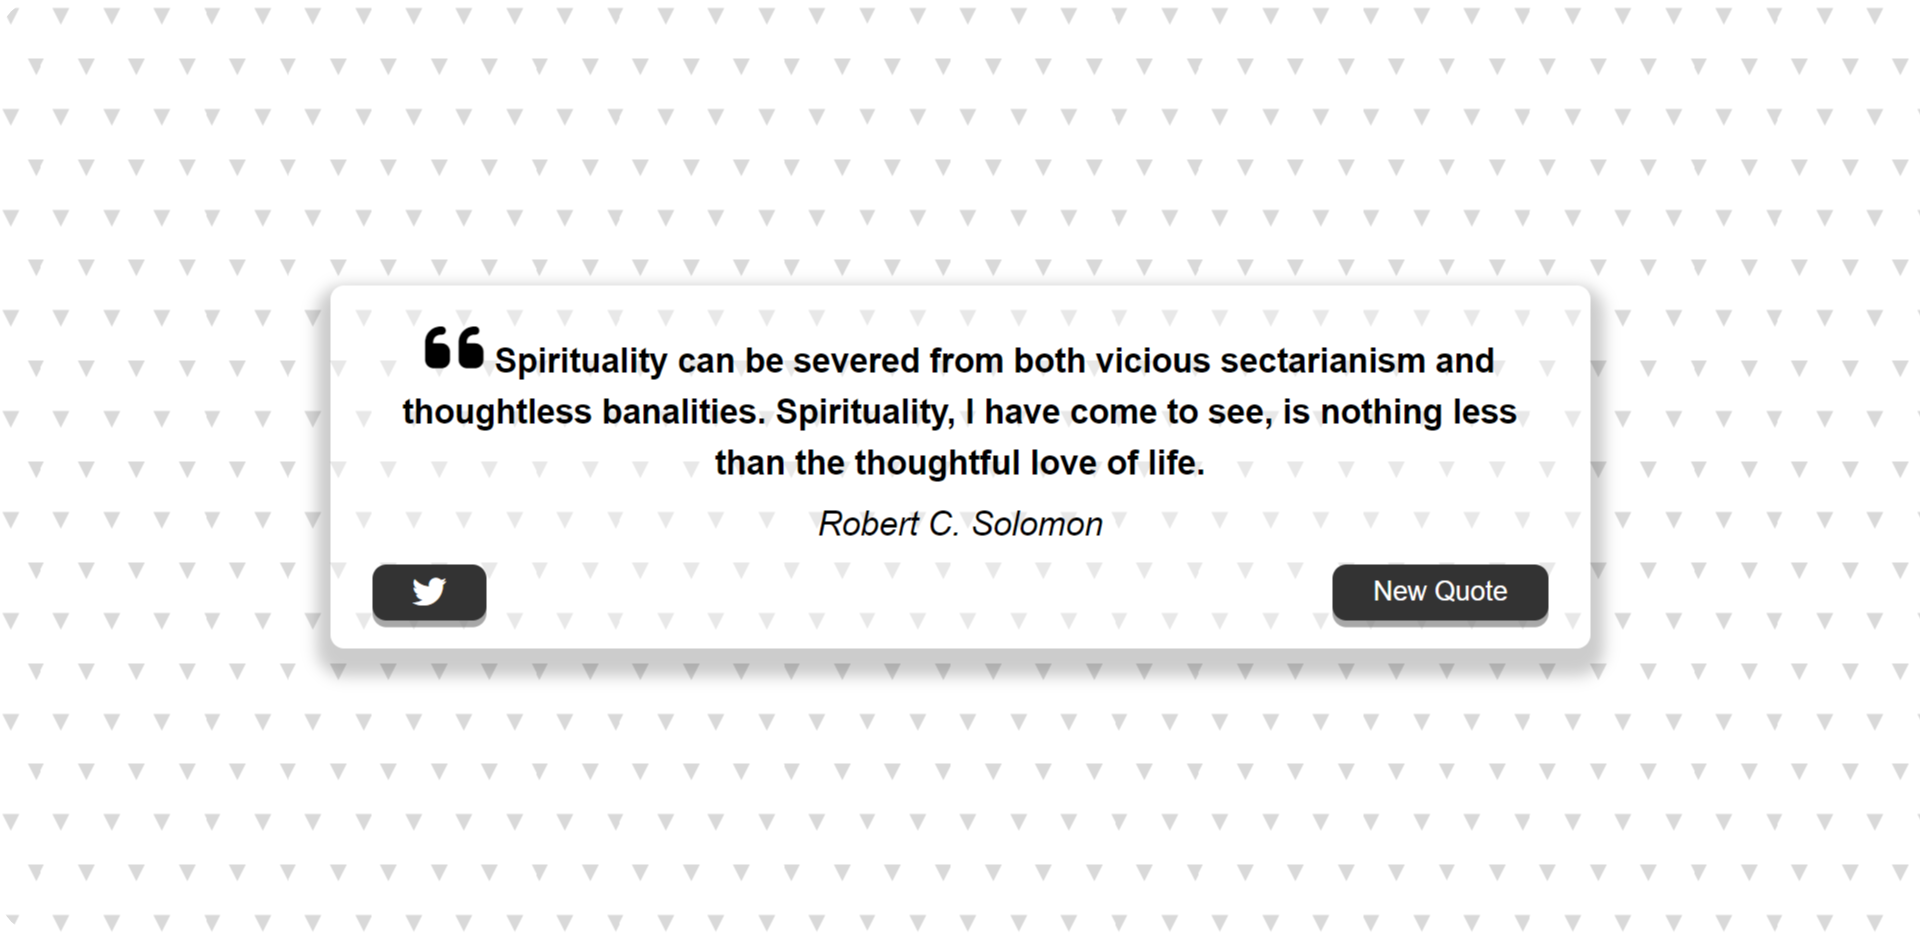 ❝Spirituality can be severed from both vicious sectarianism and
thoughtless banalities. Spirituality, I have come to see, is nothing less
than the thoughtful love of life.
Robert C. Solomon
New Quote